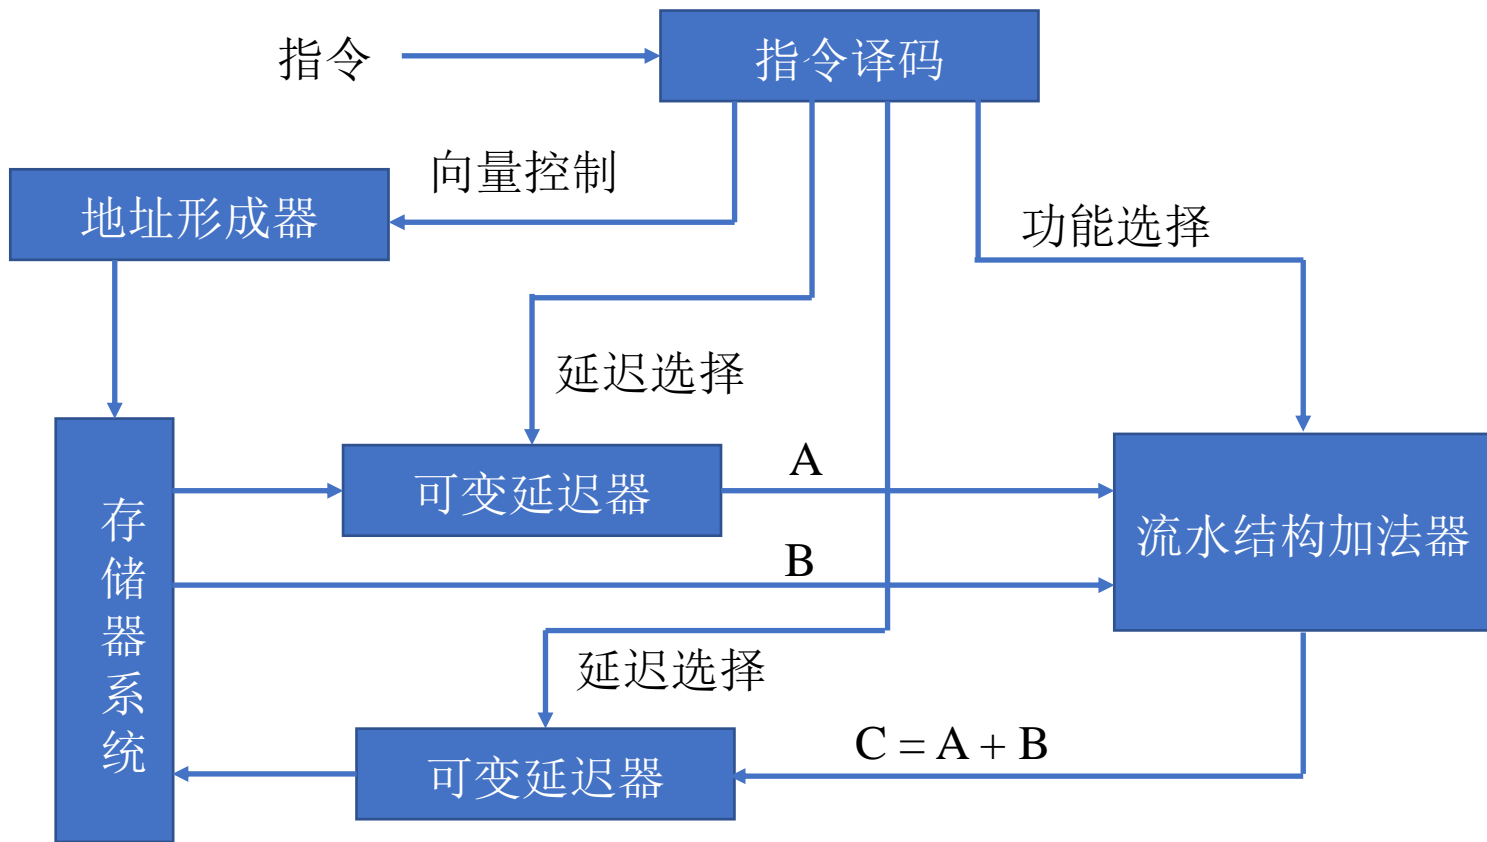 指令
指令译码
向量控制
地址形成器
功能选择
延迟选择
可变延迟器
A
存储器系统
流水结构加法器
B
延迟选择
C = A + B
可变延迟器